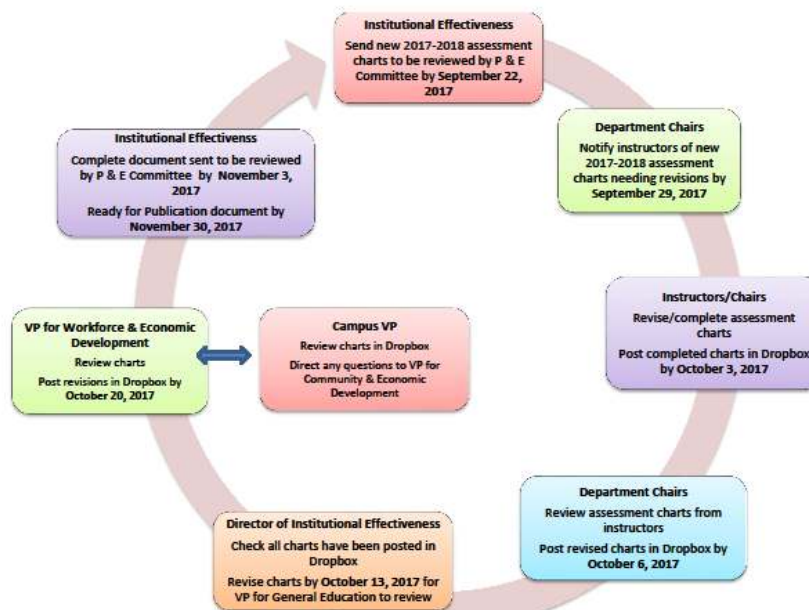 Institutional Effectiveness
Send new 2017-2018 assessment
charts to be reviewed by P & E
Committee by September 22,
2017
Department Chairs
Notify instructors of new
2017-2018 assessment
charts needing revisions by
September 29, 2017
Instructors/Chairs
Revise/complete assessment
charts
Post completed charts in Dropbox
by October 3, 2017
Department Chairs
Review assessment charts from
instructors
Post revised charts in Dropbox by
October 6, 2017
Director of Institutional Effectiveness
Check all charts have been posted in
Dropbox
Revise charts by October 13, 2017 for
VP for General Education to review
VP for Workforce & Economic
Development
Review charts
Post revisions in Dropbox by
October 20, 2017
Campus VP
Review charts in Dropbox
Direct any questions to VP for
Community & Economic
Development
Institutional Effectivenss
Complete document sent to be reviewed
by P & E Committee by November 3,
2017
Ready for Publication document by
November 30, 2017